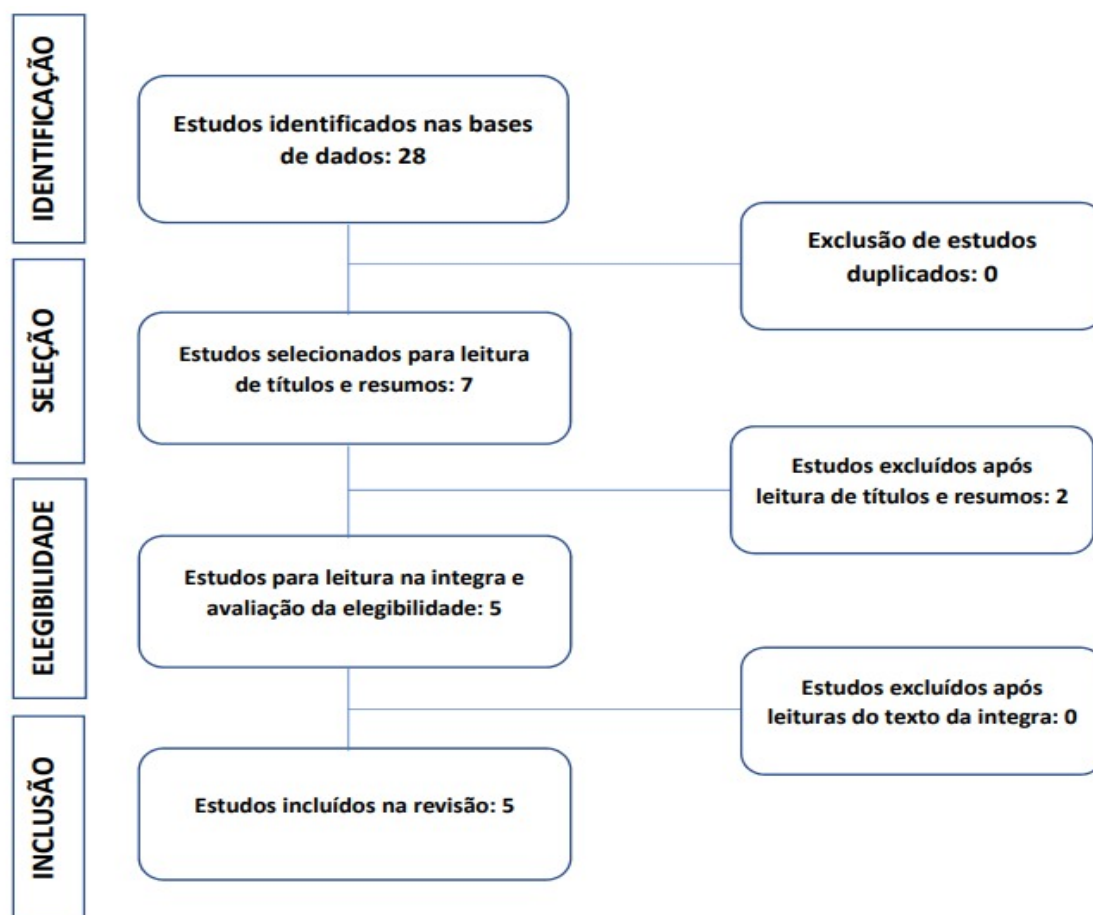 IDENTIFICAÇÃO
Estudos identificados nas bases
de dados: 28
Exclusão de estudos
duplicados: 0
SELEÇÃO
Estudos selecionados para leitura
de títulos e resumos: 7
Estudos excluídos após
leitura de títulos e resumos: 2
ELEGIBILIDADE
Estudos para leitura na integra e
avaliação da elegibilidade: 5
Estudos excluídos após
leituras do texto da integra: 0
INCLUSÃO
Estudos incluídos na revisão: 5